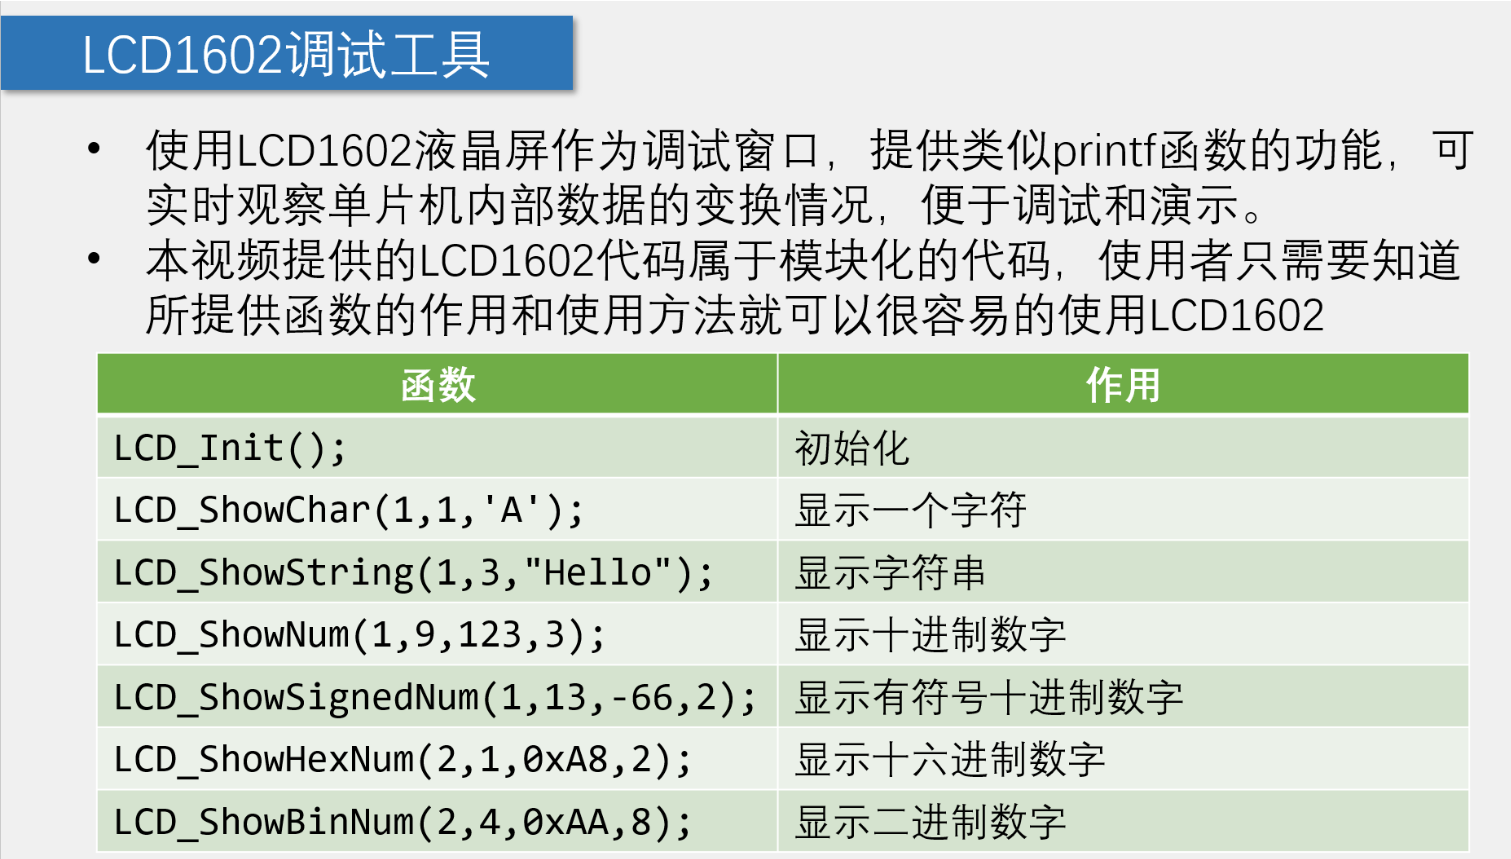 LCD1602调试工具
• 使用LCD1602液晶屏作为调试窗口，提供类似printf函数的功能，可
实时观察单片机内部数据的变换情况，便于调试和演示。
• 本视频提供的LCD1602代码属于模块化的代码，使用者只需要知道
所提供函数的作用和使用方法就可以很容易的使用LCD1602
函数 作用
LCD_Init(); 初始化
LCD_ShowChar(1,1,'A'); 显示一个字符
LCD_ShowString(1,3,"Hello"); 显示字符串
LCD_ShowNum(1,9,123,3); 显示十进制数字
LCD_ShowSignedNum(1,13,-66,2); 显示有符号十进制数字
LCD_ShowHexNum(2,1,0xA8,2); 显示十六进制数字
LCD_ShowBinNum(2,4,0xAA,8); 显示二进制数字